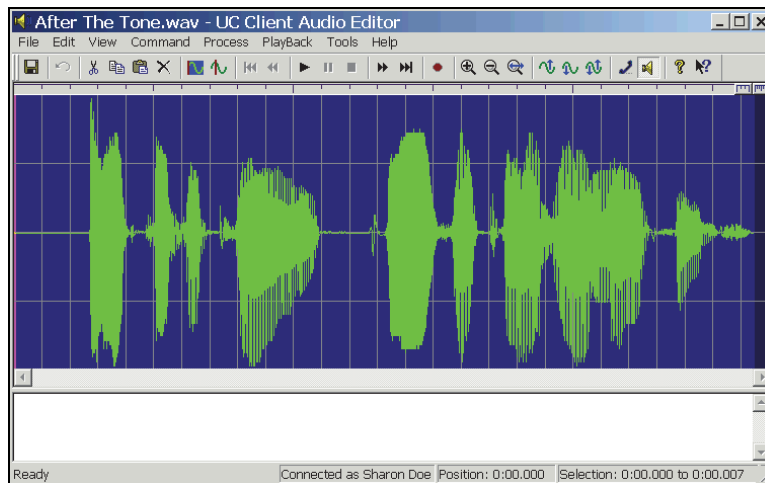 After The Tone.wav - UC Client Audio Editor
File Edit View Command Process PlayBack Tools Help
Ready Connected as Sharon Doe Position: 0:00.000 Selection: 0:00.000 to 0:00.007